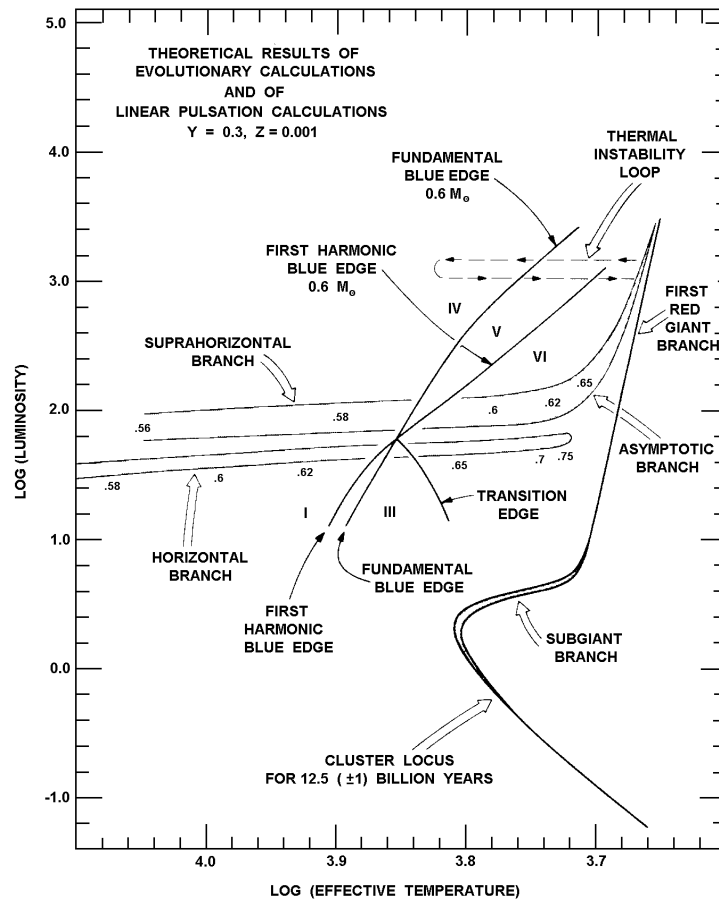 THEORETICAL RESULTS OF
EVOLUTIONARY CALCULATIONS
AND OF
LINEAR PULSATION CALCULATIONS
Y = 0.3, Z = 0.001
5.0
4.0
3.0
2.0
1.0
0.0
-1.0
LOG (LUMINOSITY)
FUNDAMENTAL
BLUE EDGE
0.6 M⊙
THERMAL
INSTABILITY
LOOP
FIRST HARMONIC
BLUE EDGE
0.6 M⊙
FIRST
RED
GIANT
BRANCH
IV
V
VI
SUPRAHORIZONTAL
BRANCH
.56
.58
.6
.62
.65
ASYMPTOTIC
BRANCH
.58
.6
.62
.65
.7
.75
HORIZONTAL
BRANCH
I
III
TRANSITION
EDGE
FUNDAMENTAL
BLUE EDGE
FIRST
HARMONIC
BLUE EDGE
SUBGIANT
BRANCH
CLUSTER LOCUS
FOR 12.5 (±1) BILLION YEARS
4.0
3.9
3.8
3.7
LOG (EFFECTIVE TEMPERATURE)